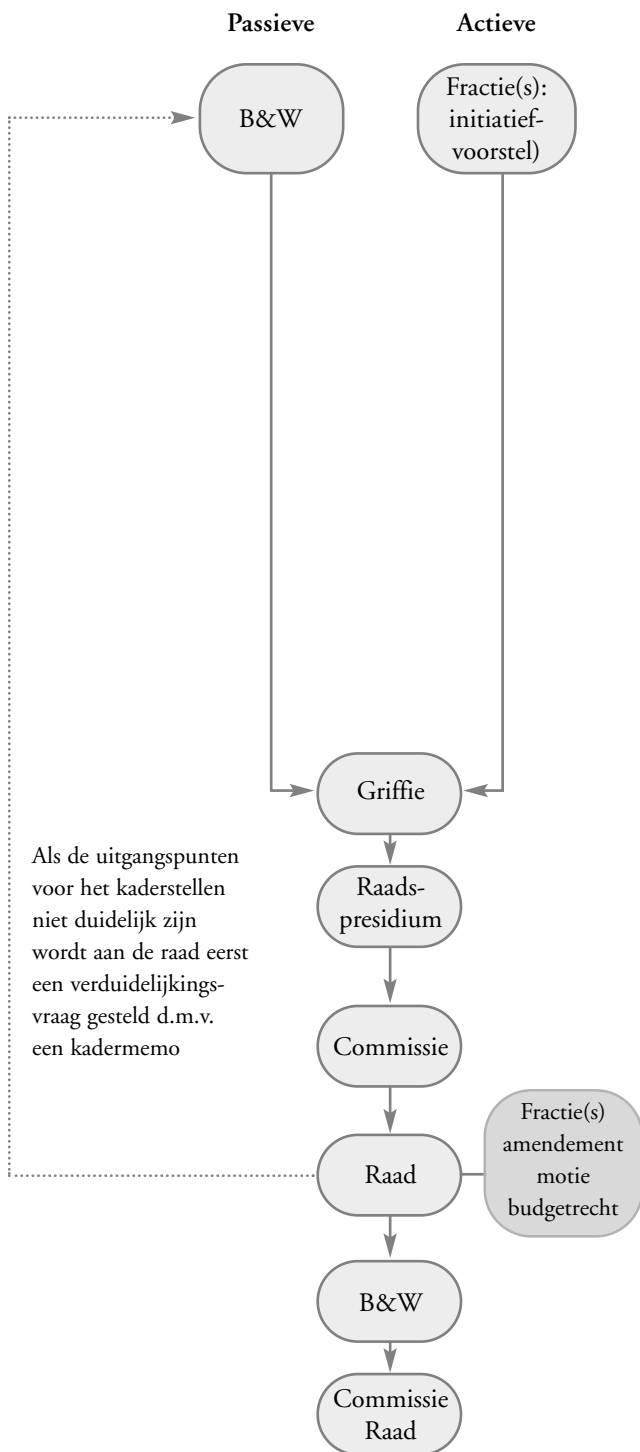 Passieve
Actieve
B&W
Fractie(s):
initiatief-
voorstel)
Griffie
Als de uitgangspunten
voor het kaderstellen
niet duidelijk zijn
wordt aan de raad eerst
een verduidelijkings-
vraag gesteld d.m.v.
een kadermemo
Raads-
presidium
Commissie
Raad
Fractie(s)
amendement
motie
budgetrecht
B&W
Commissie
Raad